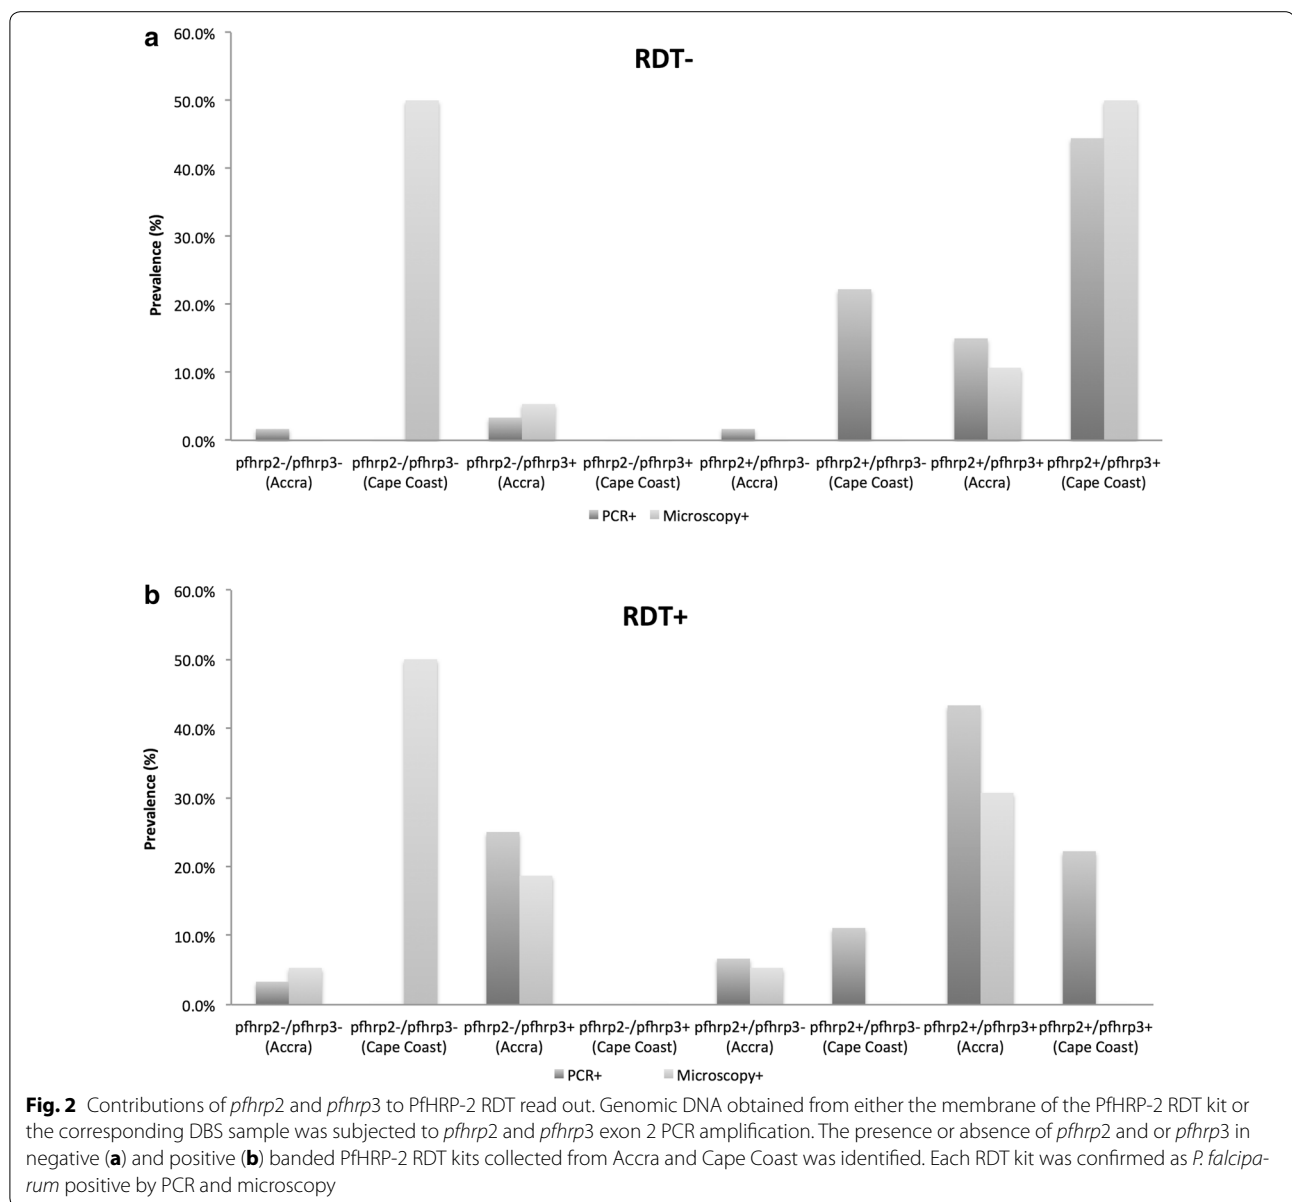 a
RDT-
60.0%
50.0%
40.0%
30.0%
20.0%
10.0%
0.0%
Prevalence (%)
pfhrp2-/pfhrp3- pfhrp2-/pfhrp3- pfhrp2-/pfhrp3+ pfhrp2-/pfhrp3+ pfhrp2+/pfhrp3- pfhrp2+/pfhrp3- pfhrp2+/pfhrp3+ pfhrp2+/pfhrp3+
(Accra) (Cape Coast) (Accra) (Cape Coast) (Accra) (Cape Coast) (Accra) (Cape Coast)
PCR+ Microscopy+
b
RDT+
60.0%
50.0%
40.0%
30.0%
20.0%
10.0%
0.0%
Prevalence (%)
pfhrp2-/pfhrp3- pfhrp2-/pfhrp3- pfhrp2-/pfhrp3+ pfhrp2-/pfhrp3+ pfhrp2+/pfhrp3- pfhrp2+/pfhrp3- pfhrp2+/pfhrp3+ pfhrp2+/pfhrp3+
(Accra) (Cape Coast) (Accra) (Cape Coast) (Accra) (Cape Coast) (Accra) (Cape Coast)
PCR+ Microscopy+
Fig. 2 Contributions of pfhrp2 and pfhrp3 to PfHRP-2 RDT read out. Genomic DNA obtained from either the membrane of the PfHRP-2 RDT kit or
the corresponding DBS sample was subjected to pfhrp2 and pfhrp3 exon 2 PCR amplification. The presence or absence of pfhrp2 and or pfhrp3 in
negative (a) and positive (b) banded PfHRP-2 RDT kits collected from Accra and Cape Coast was identified. Each RDT kit was confirmed as P. falcipa-
rum positive by PCR and microscopy